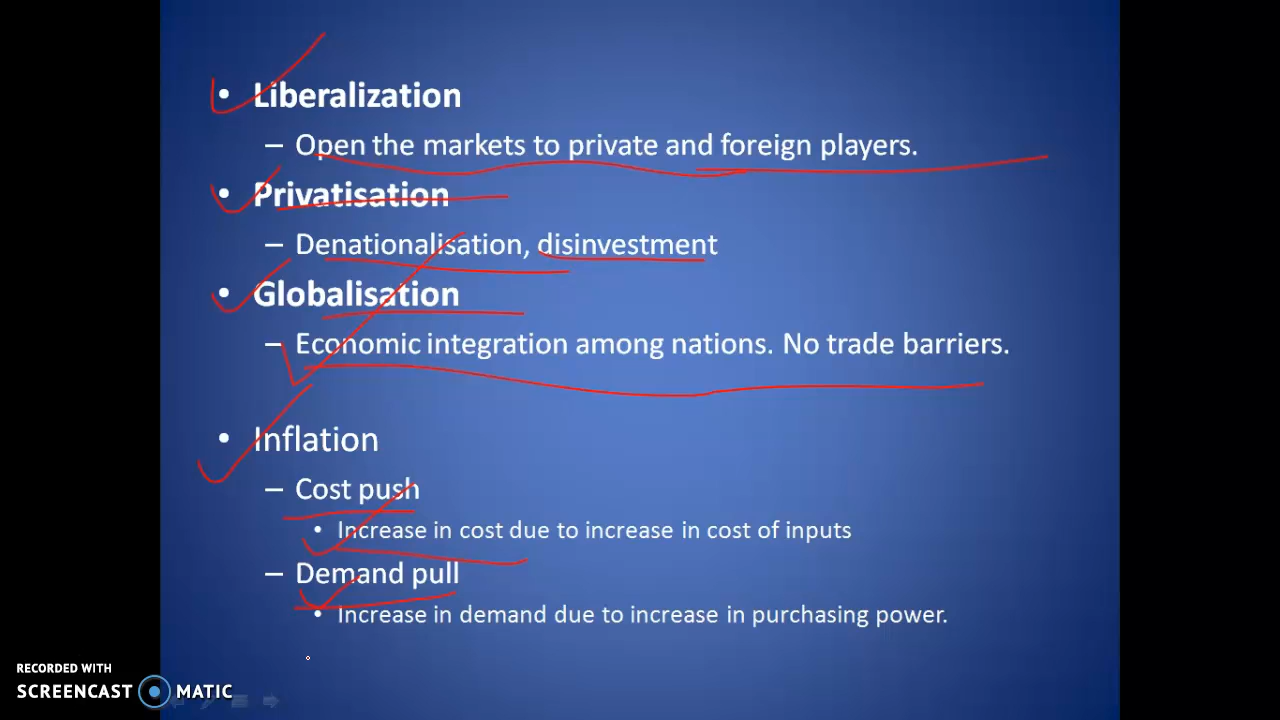 • Liberalization
– Open the markets to private and foreign players.
• Privatisation
– Denationalisation, disinvestment
• Globalisation
– Economic integration among nations. No trade barriers.
• Inflation
– Cost push
• Increase in cost due to increase in cost of inputs
– Demand pull
• Increase in demand due to increase in purchasing power.
RECORDED WITH
SCREENCAST MATIC